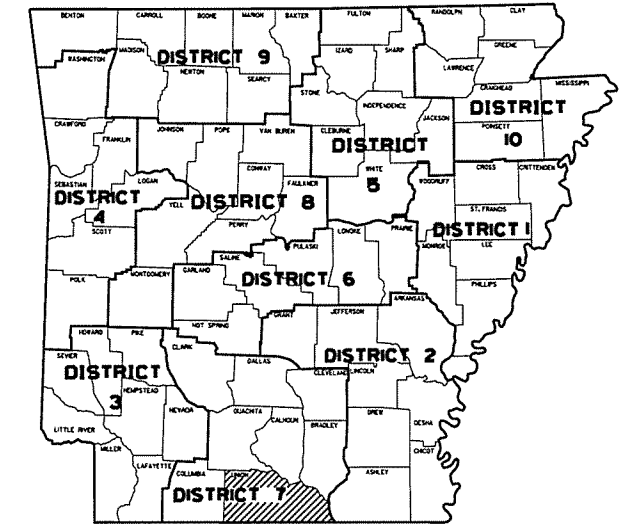 BENTON CARROLL BOONE MARION BAXTER FULTON RANDOLPH CLAY
WASHINGTON MADISON DISTRICT 9 IZARD SHARP GREENE
NEWTON SEARCY STONE LAWRENCE CRAIGHEAD MISSISSIPPI
INDEPENDENCE JACKSON DISTRICT
10
POINSETT
CRAWFORD FRANKLIN JOHNSON POPE VAN BUREN CLEBURNE DISTRICT
5
WHITE CROSS CRITTENDEN
SEBASTIAN LOGAN CONWAY FAULKNER WOODRUFF
DISTRICT
4
YELL DISTRICT 8 ST. FRANCIS
SCOTT PERRY LONOKE PRAIRIE MONROE DISTRICT 1
LEE
SALINE PULASKI
POLK MONTGOMERY GARLAND DISTRICT 6 PHILLIPS
HOT SPRING GRANT JEFFERSON ARKANSAS
HOWARD PIKE CLARK
SEVIER DALLAS CLEVELAND LINCOLN DISTRICT 2
DISTRICT
3
HEMPSTEAD NEVADA OUACHITA CALHOUN BRADLEY DREW DESHA
LITTLE RIVER MILLER CHICOT
LAFAYETTE COLUMBIA UNION ASHLEY
DISTRICT 7